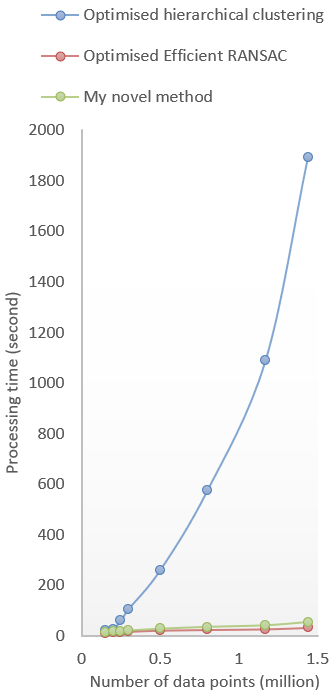 Optimised hierarchical clustering
Optimised Efficient RANSAC
My novel method
2000
1800
1600
1400
1200
1000
800
600
400
200
0
Processing time (second)
0 0.5 1 1.5
Number of data points (million)